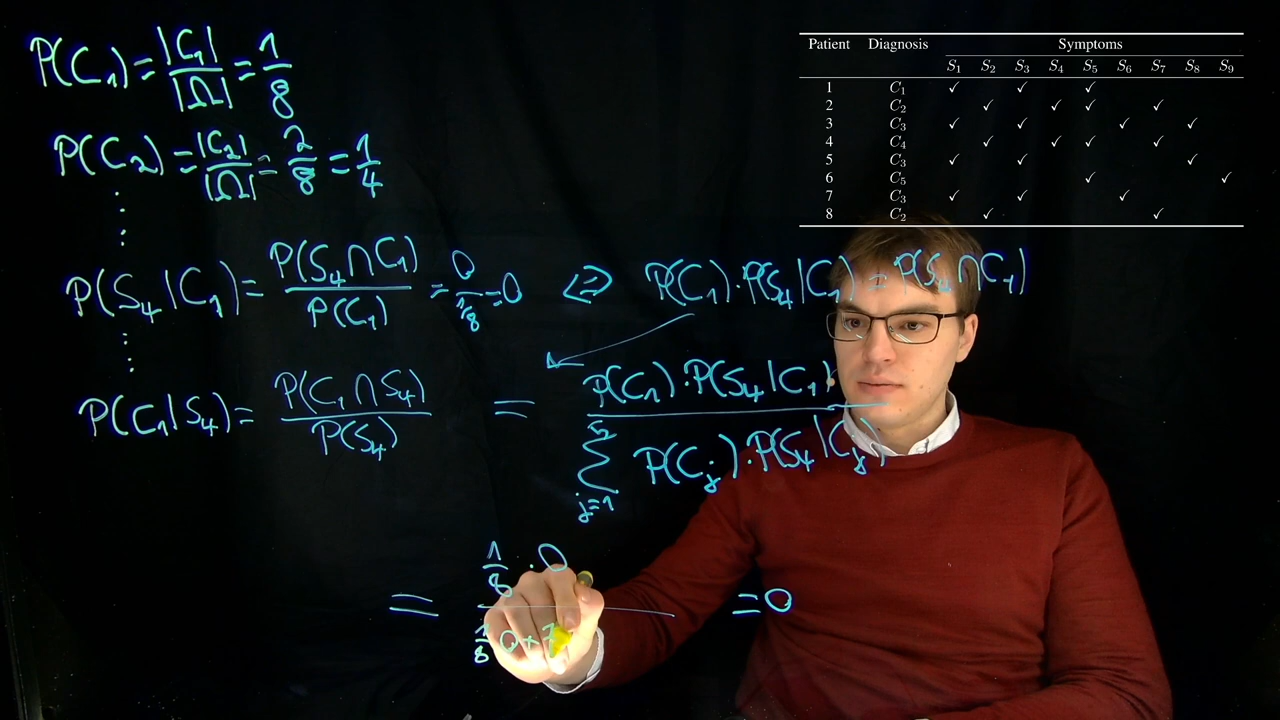 P(C₁) = |C₁| / |Ω| = 1/8
P(C₂) = |C₂| / |Ω| = 2/8 = 1/4
⋮
P(S₄|C₁) = P(S₄∩C₁) / P(C₁) = 0 / (1/8) = 0 ⇔ P(C₁)·P(S₄|C₁) = P(S₄∩C₁)
⋮
P(C₁|S₄) = P(C₁∩S₄) / P(S₄) = P(C₁)·P(S₄|C₁) / Σ j=1 P(Cⱼ)·P(S₄|Cⱼ)
= 1/8 · 0 / 1/8 0 + = 0
Patient Diagnosis Symptoms
S₁ S₂ S₃ S₄ S₅ S₆ S₇ S₈ S₉
1 C₁ ✓ ✓ ✓
2 C₂ ✓ ✓ ✓ ✓
3 C₃ ✓ ✓ ✓ ✓
4 C₄ ✓ ✓ ✓ ✓
5 C₃ ✓ ✓ ✓
6 C₅ ✓ ✓
7 C₃ ✓ ✓ ✓
8 C₂ ✓ ✓